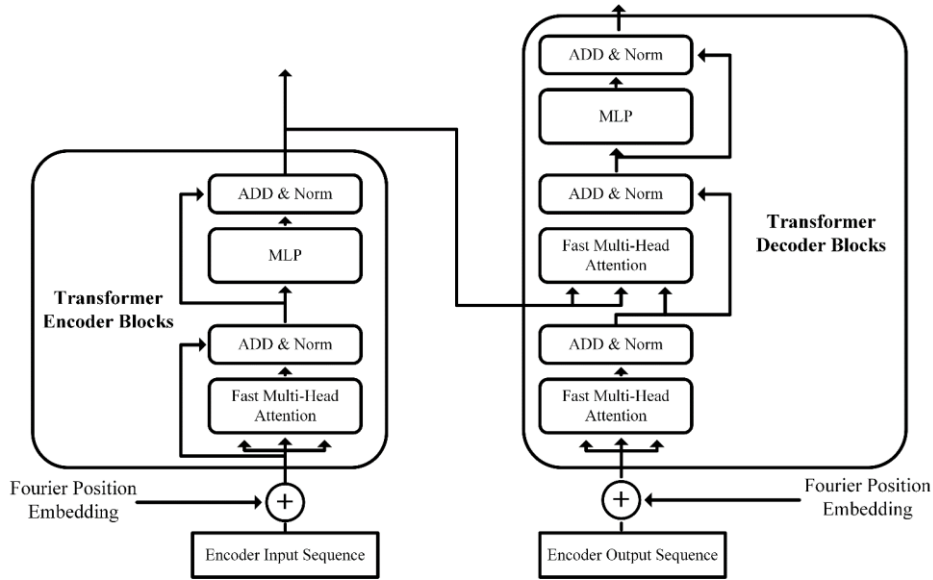 ADD & Norm
MLP
ADD & Norm
Fast Multi-Head
Attention
ADD & Norm
Fast Multi-Head
Attention
Transformer
Decoder Blocks
Fourier Position
Embedding
+
Encoder Output Sequence
ADD & Norm
MLP
ADD & Norm
Fast Multi-Head
Attention
Transformer
Encoder Blocks
Fourier Position
Embedding
+
Encoder Input Sequence